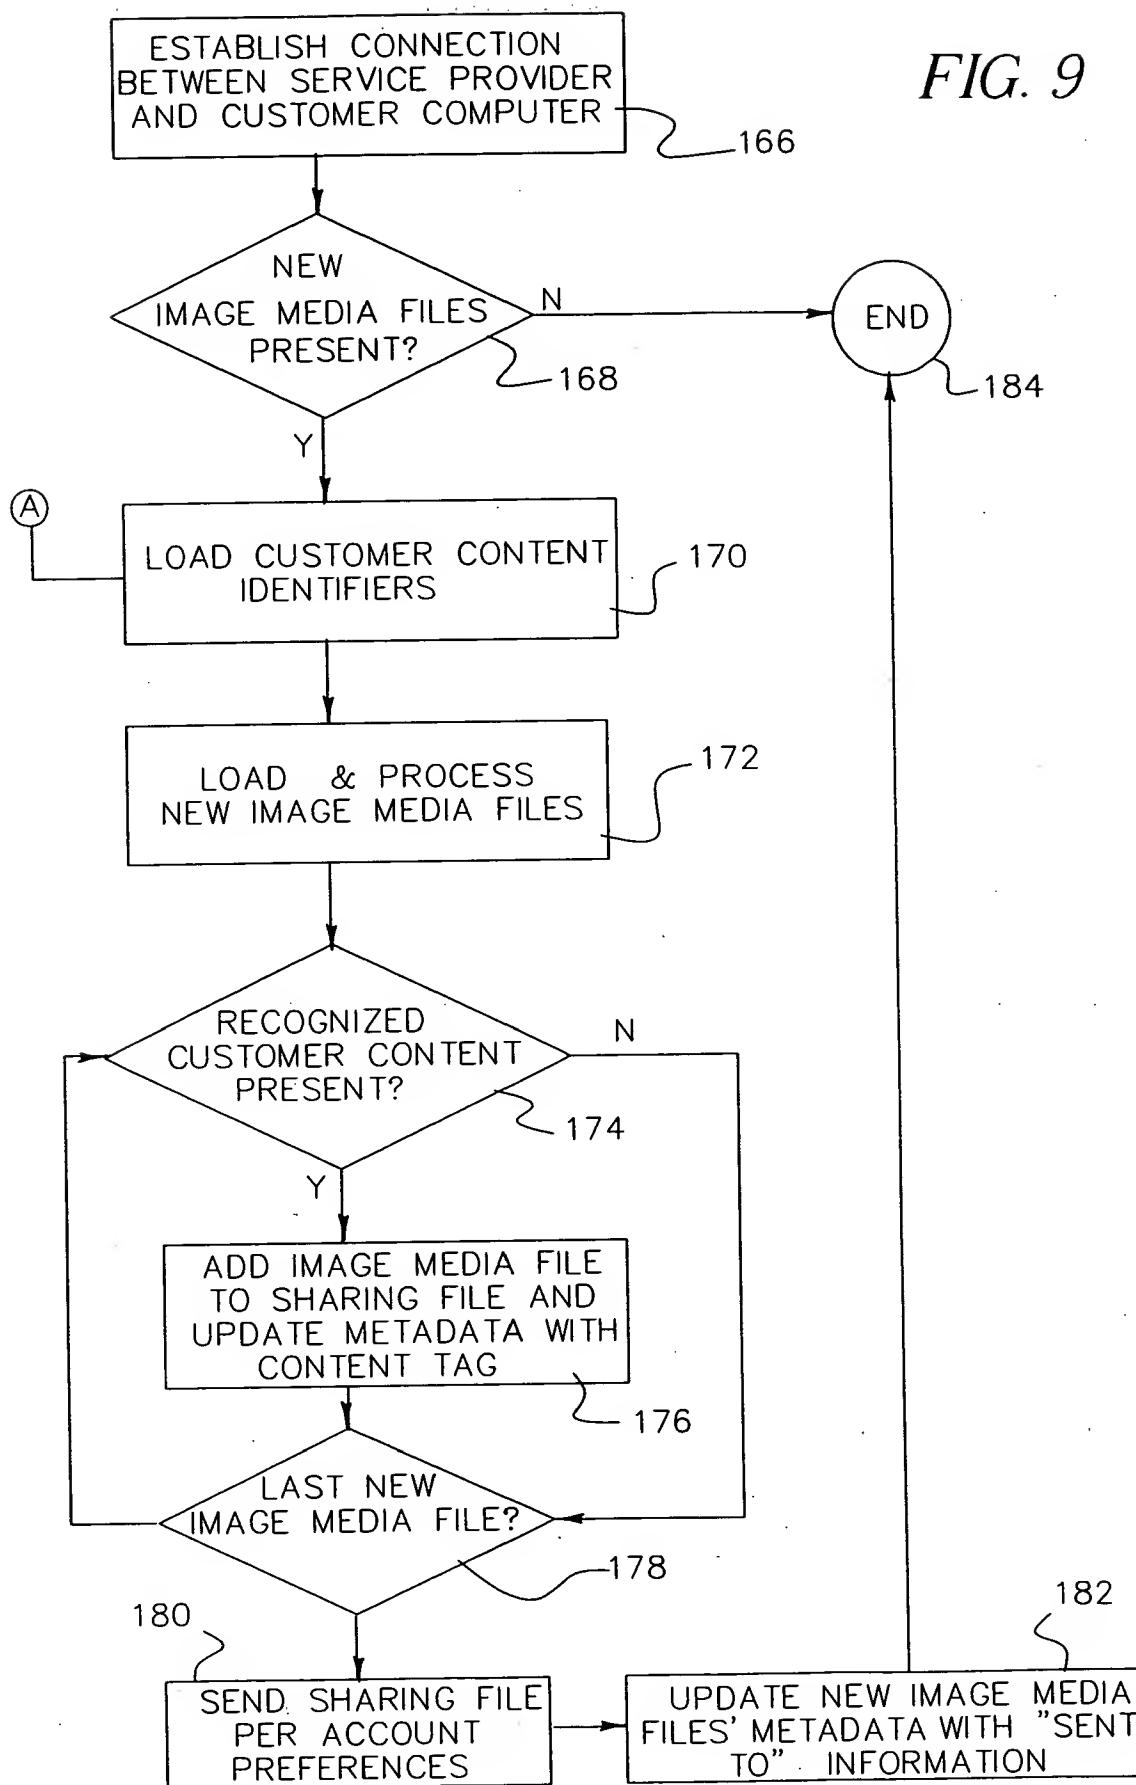 FIG. 9
ESTABLISH CONNECTION
BETWEEN SERVICE PROVIDER
AND CUSTOMER COMPUTER
166
NEW
IMAGE MEDIA FILES
PRESENT?
168
N
END
184
Y
A
LOAD CUSTOMER CONTENT
IDENTIFIERS
170
LOAD & PROCESS
NEW IMAGE MEDIA FILES
172
RECOGNIZED
CUSTOMER CONTENT
PRESENT?
N
174
Y
ADD IMAGE MEDIA FILE
TO SHARING FILE AND
UPDATE METADATA WITH
CONTENT TAG
176
LAST NEW
IMAGE MEDIA FILE?
178
180
SEND SHARING FILE
PER ACCOUNT
PREFERENCES
182
UPDATE NEW IMAGE MEDIA
FILES' METADATA WITH "SENT
TO" INFORMATION